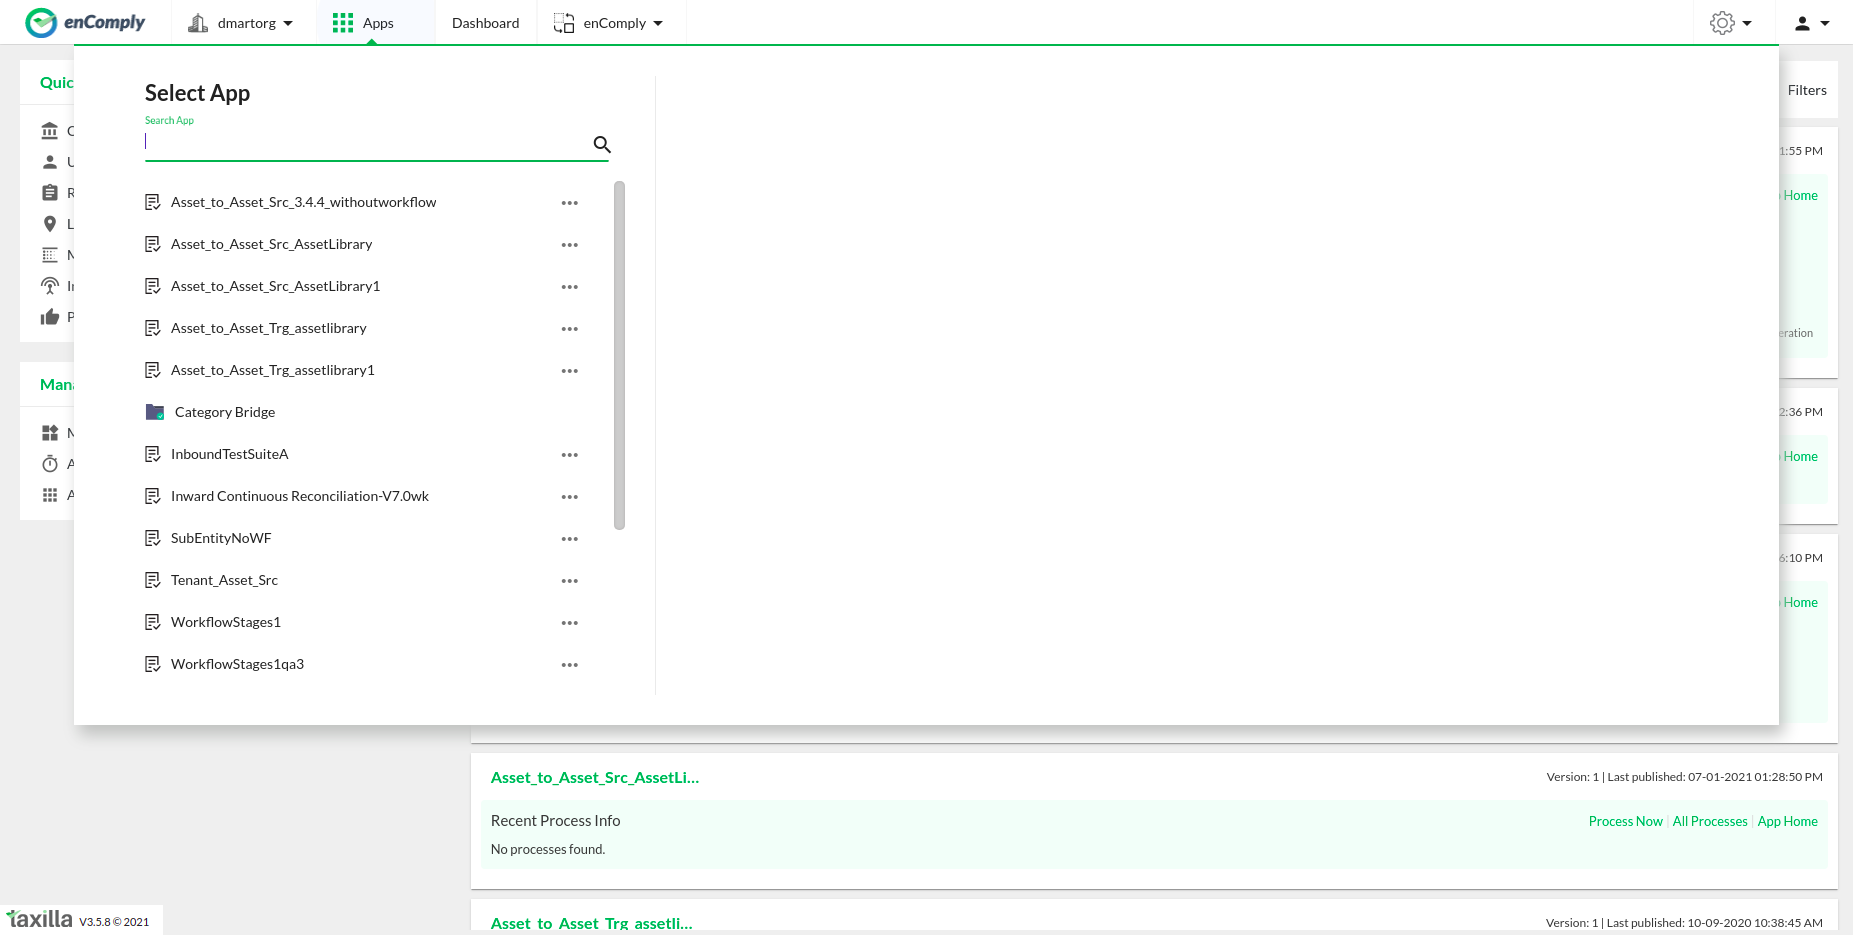 enComply
dmartorg
Apps
Dashboard
enComply
Select App
Search App
Asset_to_Asset_Src_3.4.4_withoutworkflow
Asset_to_Asset_Src_AssetLibrary
Asset_to_Asset_Src_AssetLibrary1
Asset_to_Asset_Trg_assetlibrary
Asset_to_Asset_Trg_assetlibrary1
Category Bridge
InboundTestSuiteA
Inward Continuous Reconciliation-V7.0wk
SubEntityNoWF
Tenant_Asset_Src
WorkflowStages1
WorkflowStages1qa3
Quic
Mana
Filters
1:55 PM
Home
eration
2:36 PM
Home
6:10 PM
Home
Asset_to_Asset_Src_AssetLi...
Version: 1 | Last published: 07-01-2021 01:28:50 PM
Recent Process Info
Process Now | All Processes | App Home
No processes found.
Asset_to_Asset_Trg_assetli...
Version: 1 | Last published: 10-09-2020 10:38:45 AM
taxilla V3.5.8 © 2021